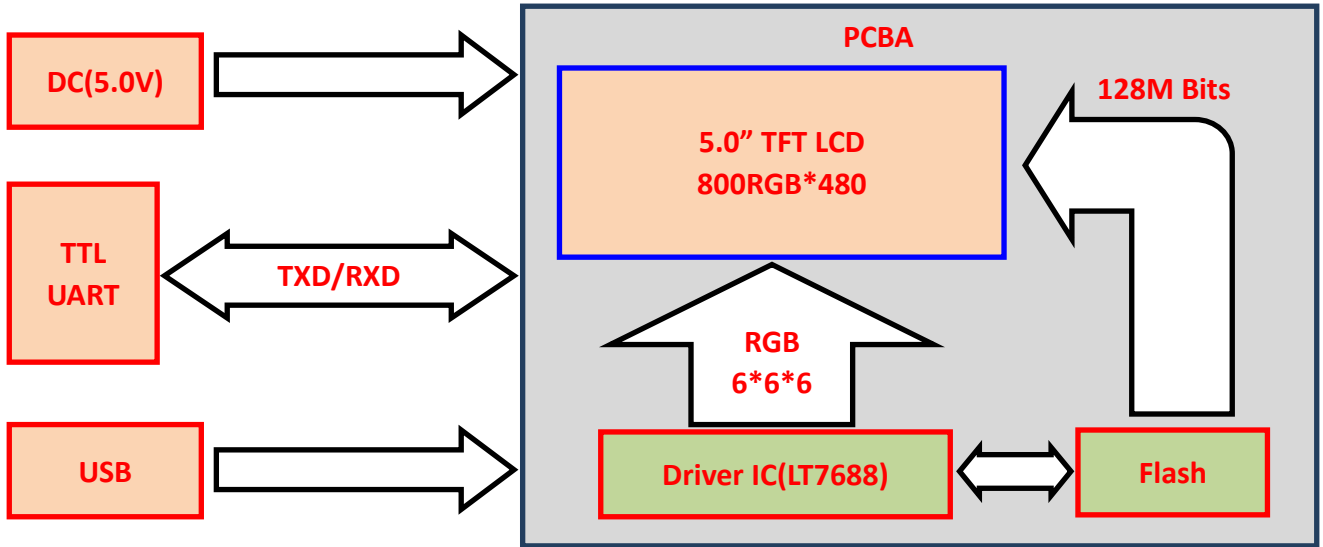 PCBA
DC(5.0V)
5.0” TFT LCD
800RGB*480
128M Bits
TTL
UART
TXD/RXD
RGB
6*6*6
USB
Driver IC(LT7688)
Flash